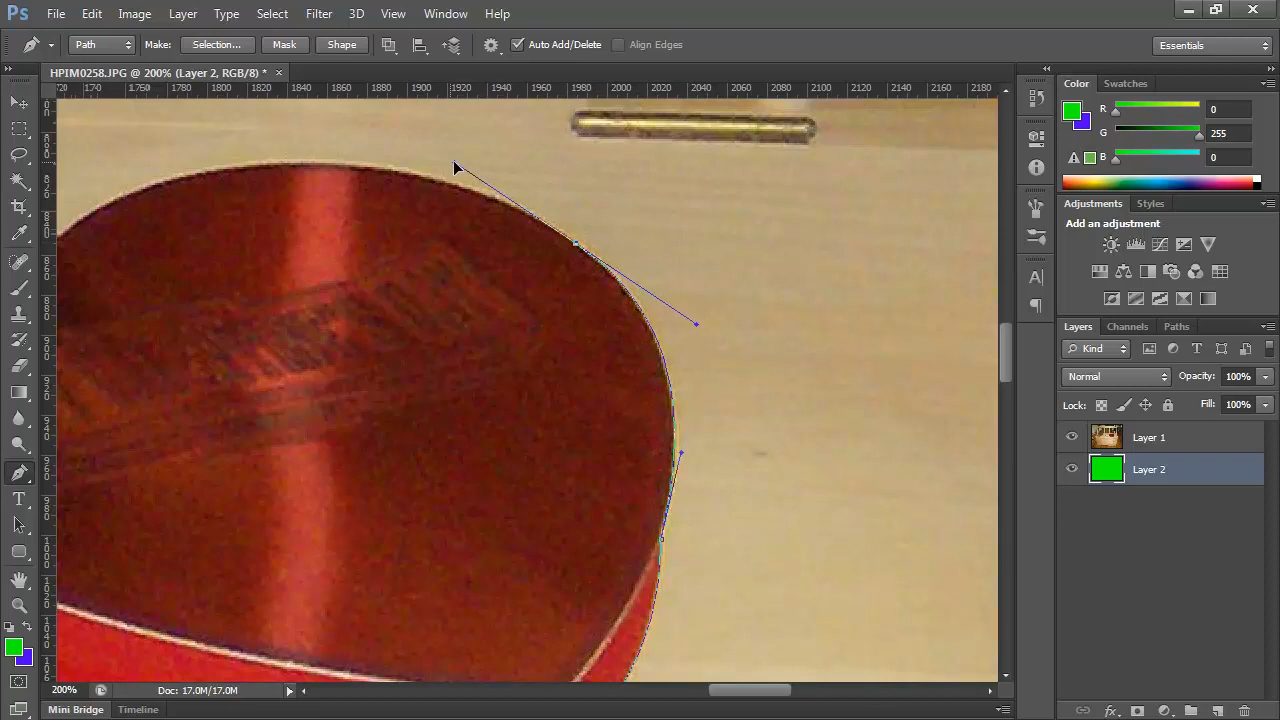 Ps File Edit Image Layer Type Select Filter 3D View Window Help
Path Make: Selection... Mask Shape Auto Add/Delete Align Edges Essentials
HPIM0258.JPG @ 200% (Layer 2, RGB/8) * ×
1760 1780 1800 1820 1840 1860 1880 1900 1920 1940 1960 1980 2000 2020 2040 2060 2080 2100 2120 2140 2160 2180
Color Swatches
R 0
G 255
B 0
Adjustments Styles
Add an adjustment
Layers Channels Paths
Kind
Normal Opacity: 100%
Lock: Fill: 100%
Layer 1
Layer 2
200% Doc: 17.0M/17.0M
Mini Bridge Timeline